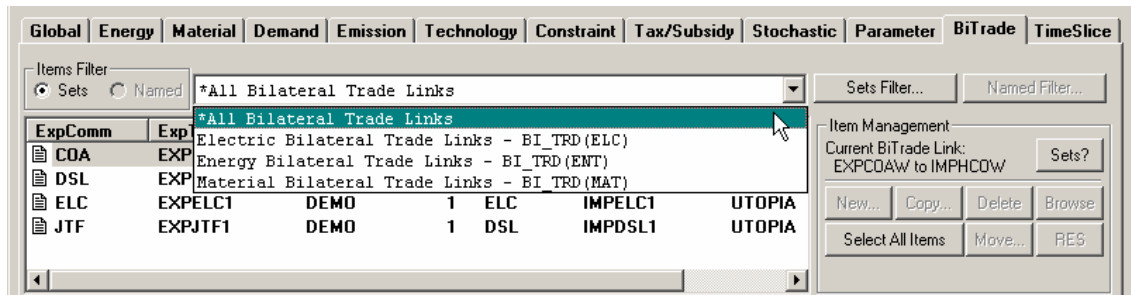 Global Energy Material Demand Emission Technology Constraint Tax/Subsidy Stochastic Parameter BiTrade TimeSlice
Items Filter
Sets Named *All Bilateral Trade Links Sets Filter... Named Filter...
*All Bilateral Trade Links
Electric Bilateral Trade Links - BI_TRD(ELC)
Energy Bilateral Trade Links - BI_TRD(ENT)
Material Bilateral Trade Links - BI_TRD(MAT)
ExpComm
COA EXP
DSL EXP
ELC EXPELC1 DEMO 1 ELC IMPELC1 UTOPIA
JTF EXPJTF1 DEMO 1 DSL IMPDSL1 UTOPIA
Item Management
Current BiTrade Link:
EXPCOAW to IMPHCOW
Sets?
New... Copy... Delete Browse
Select All Items Move... RES